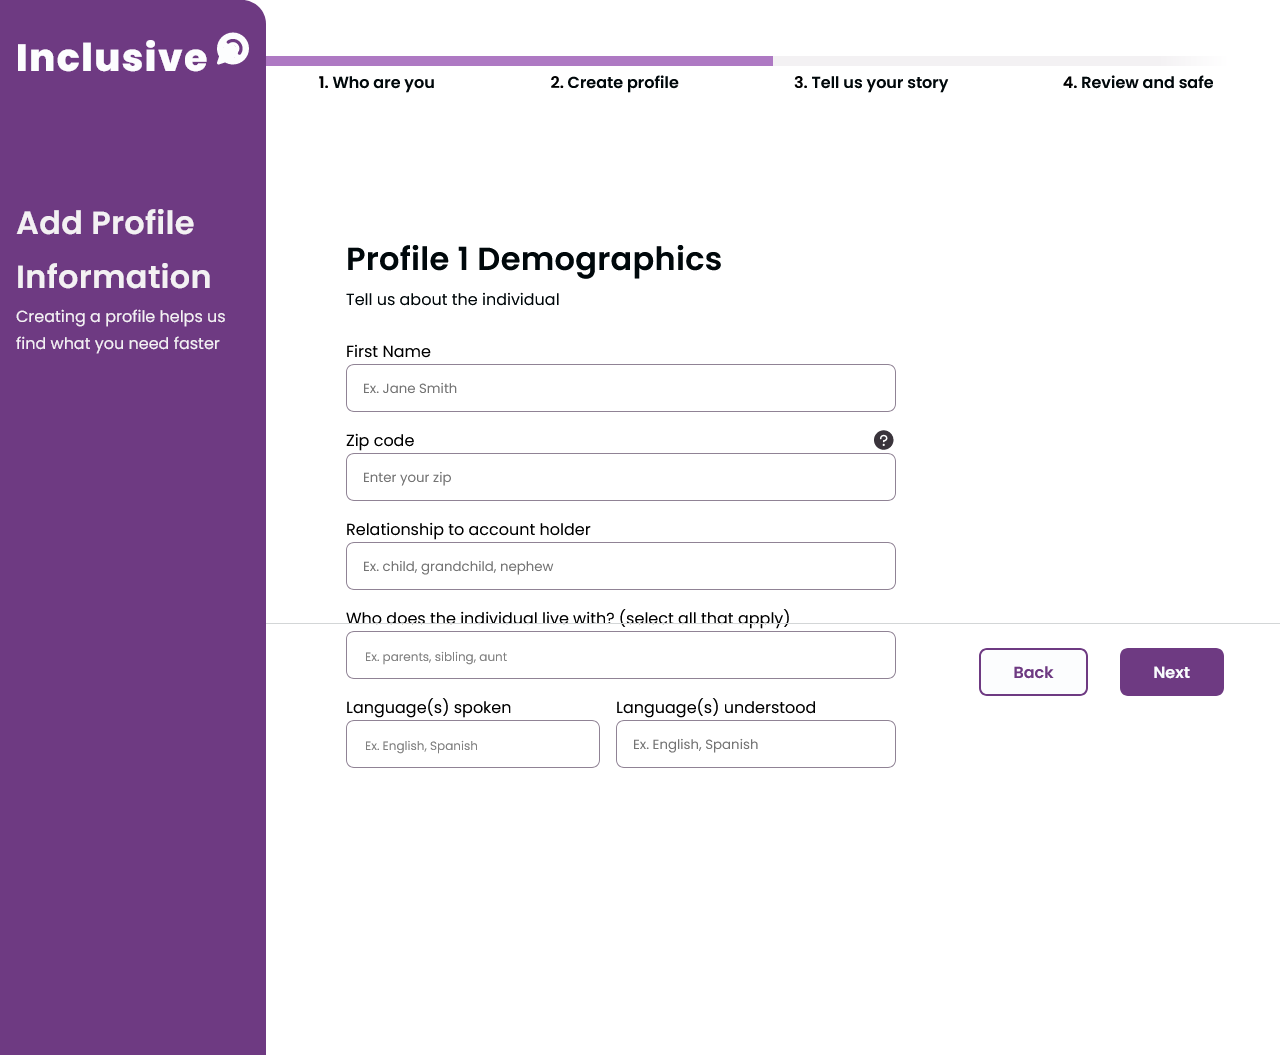 Inclusive
1. Who are you
2. Create profile
3. Tell us your story
4. Review and safe
Add Profile
Information
Creating a profile helps us
find what you need faster
Profile 1 Demographics
Tell us about the individual
First Name
Ex. Jane Smith
Zip code
?
Enter your zip
Relationship to account holder
Ex. child, grandchild, nephew
Who does the individual live with? (select all that apply)
Ex. parents, sibling, aunt
Back
Next
Language(s) spoken
Language(s) understood
Ex. English, Spanish
Ex. English, Spanish